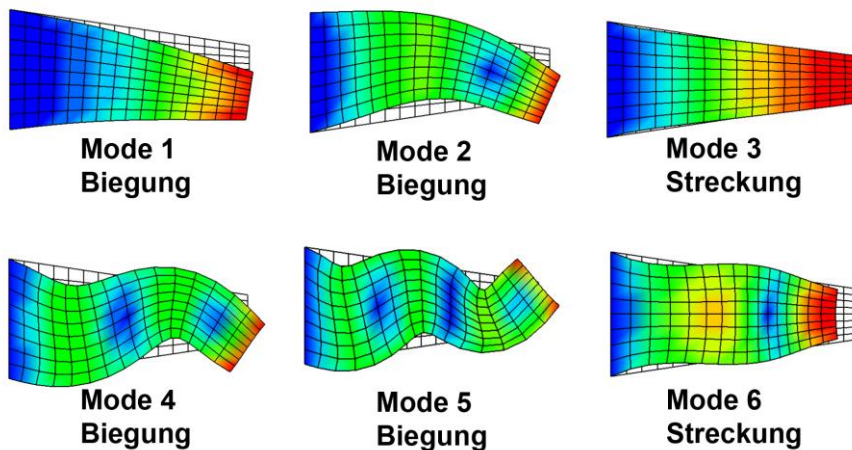 Mode 1
Biegung
Mode 2
Biegung
Mode 3
Streckung
Mode 4
Biegung
Mode 5
Biegung
Mode 6
Streckung